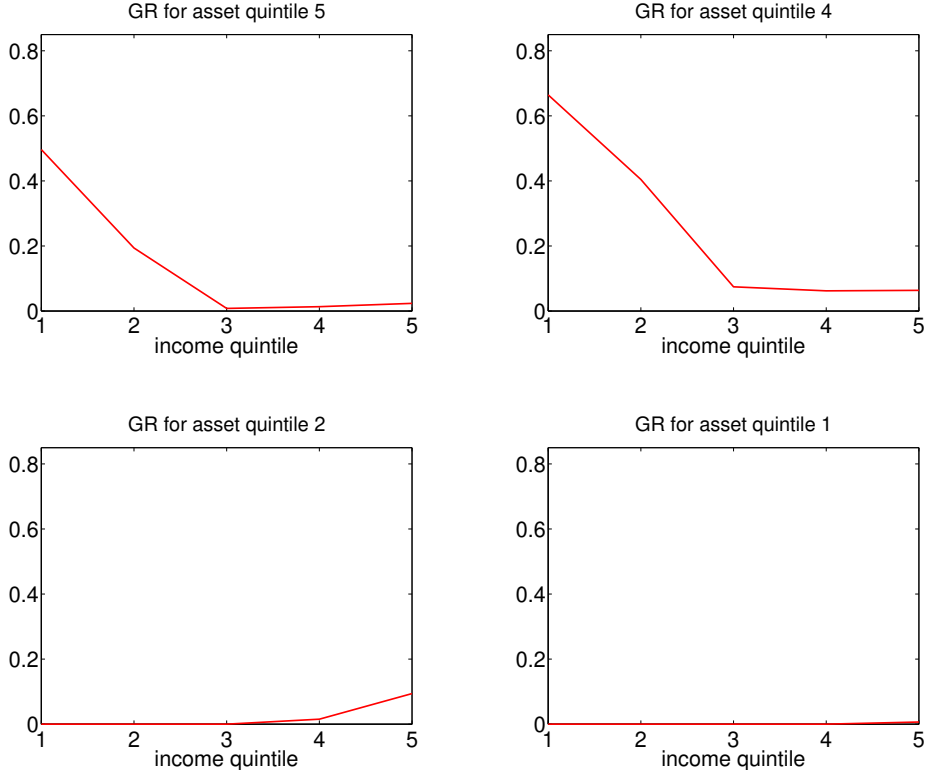 GR for asset quintile 5
0.8
0.6
0.4
0.2
0
1 2 3 4 5
income quintile
GR for asset quintile 4
0.8
0.6
0.4
0.2
0
1 2 3 4 5
income quintile
GR for asset quintile 2
0.8
0.6
0.4
0.2
0
1 2 3 4 5
income quintile
GR for asset quintile 1
0.8
0.6
0.4
0.2
0
1 2 3 4 5
income quintile